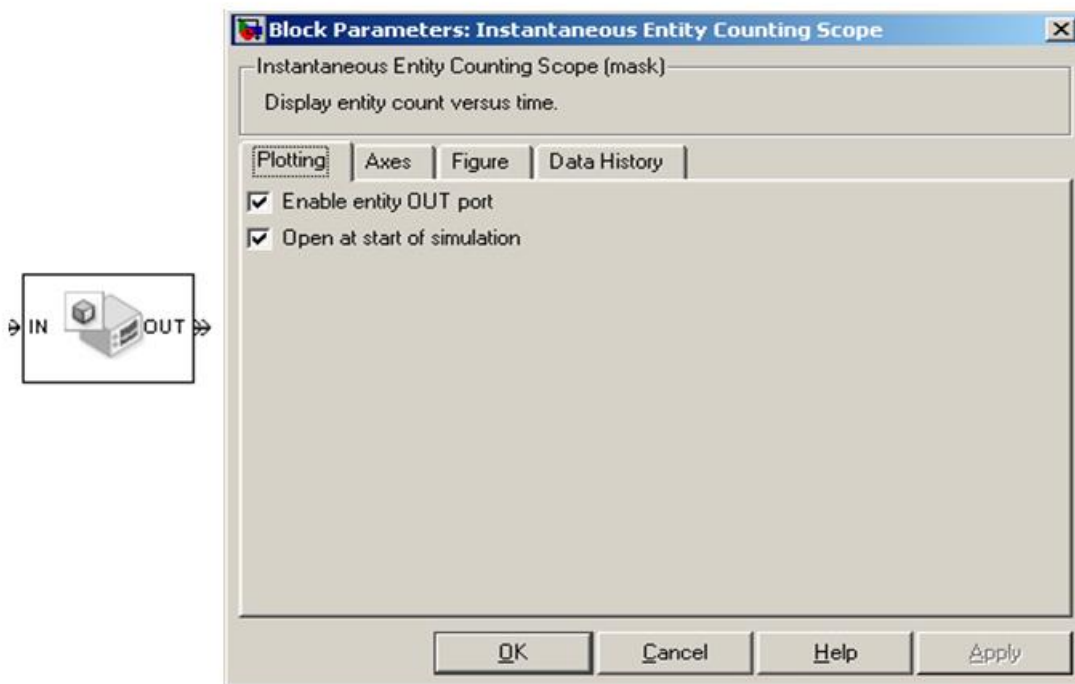 Block Parameters: Instantaneous Entity Counting Scope
Instantaneous Entity Counting Scope (mask)
Display entity count versus time.
Plotting Axes Figure Data History
Enable entity OUT port
Open at start of simulation
IN OUT
OK Cancel Help Apply